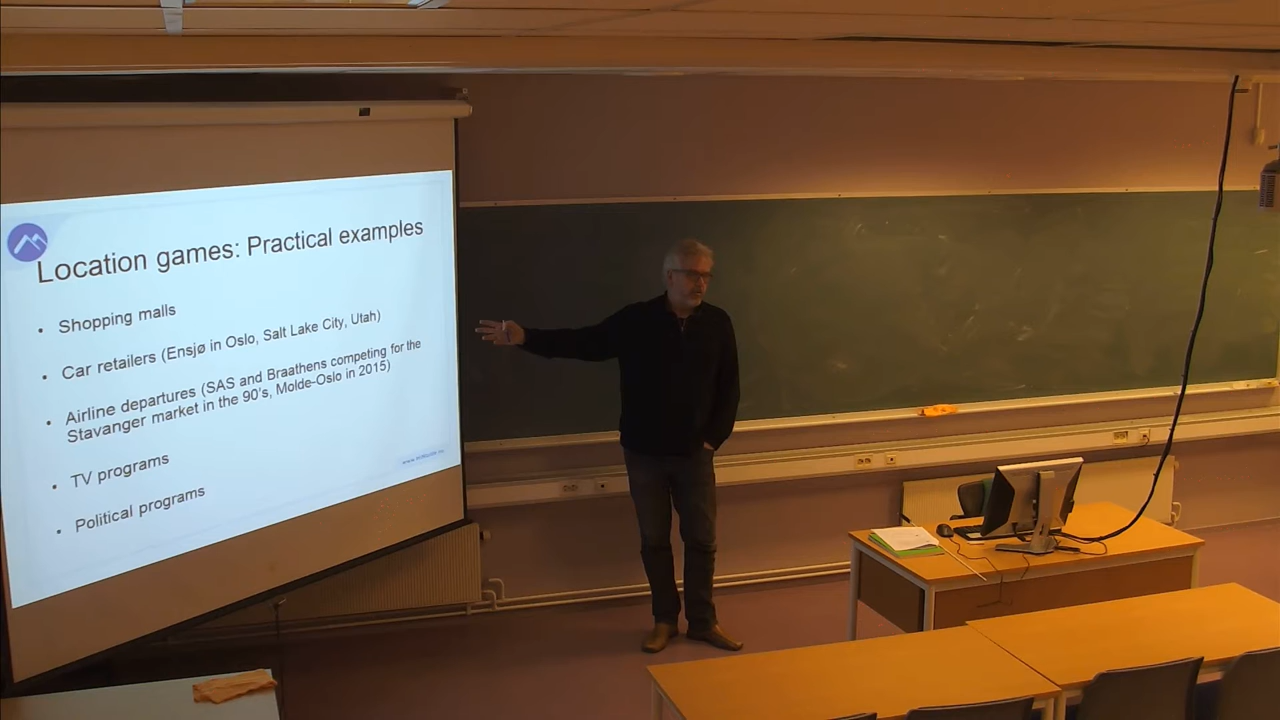 Location games: Practical examples
• Shopping malls
• Car retailers (Ensjø in Oslo, Salt Lake City, Utah)
• Airline departures (SAS and Braathens competing for the
Stavanger market in the 90's, Molde-Oslo in 2015)
• TV programs
• Political programs